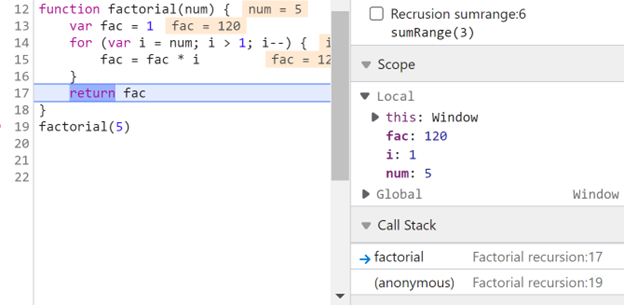 12 function factorial(num) { num = 5
13 var fac = 1 fac = 120
14 for (var i = num; i > 1; i--) { i
15 fac = fac * i fac = 12
16 }
17 return fac
18 }
19 factorial(5)
20
21
22
Recrusion sumrange:6
sumRange(3)
Scope
Local
this: Window
fac: 120
i: 1
num: 5
Global Window
Call Stack
factorial Factorial recursion:17
(anonymous) Factorial recursion:19